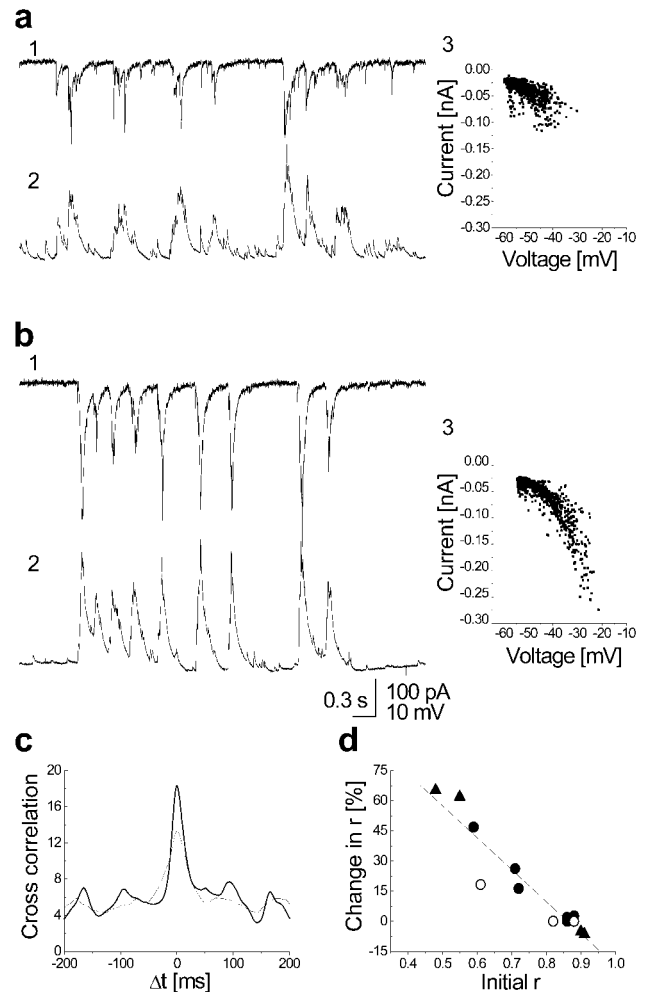 a
1
2
3
0.00
-0.05
-0.10
-0.15
-0.20
-0.25
-0.30
Current [nA]
-60 -50 -40 -30 -20 -10
Voltage [mV]
b
1
2
3
0.00
-0.05
-0.10
-0.15
-0.20
-0.25
-0.30
Current [nA]
-60 -50 -40 -30 -20 -10
Voltage [mV]
0.3 s
100 pA
10 mV
c
20
16
12
8
4
0
Cross correlation
-200 -100 0 100 200
Δt [ms]
d
75
60
45
30
15
0
-15
Change in r [%]
0.4 0.5 0.6 0.7 0.8 0.9 1.0
Initial r